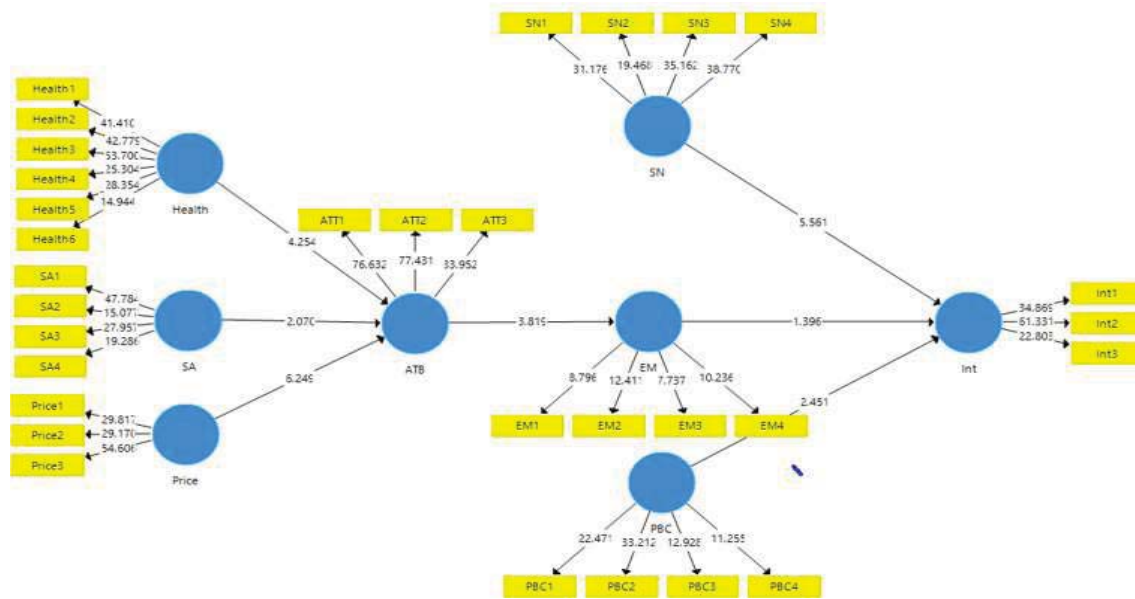 SN1 SN2 SN3 SN4
31.176 19.468 35.162 38.770
SN
Health1
Health2
Health3
Health4
Health5
Health6
41.410
42.779
53.700
25.304
28.354
14.944
Health
4.254
5.561
ATT1 ATT2 ATT3
76.632 77.431 33.952
SA1
SA2
SA3
SA4
47.784
15.077
27.957
19.286
SA
2.070
ATB
3.819
EM
1.396
Int
34.869
61.331
22.803
Int1
Int2
Int3
6.249
8.796 12.411 7.737 10.236
2.451
EM1 EM2 EM3 EM4
Price1
Price2
Price3
29.817
29.170
54.606
Price
PBC
22.471 33.212 12.928 11.255
PBC1 PBC2 PBC3 PBC4